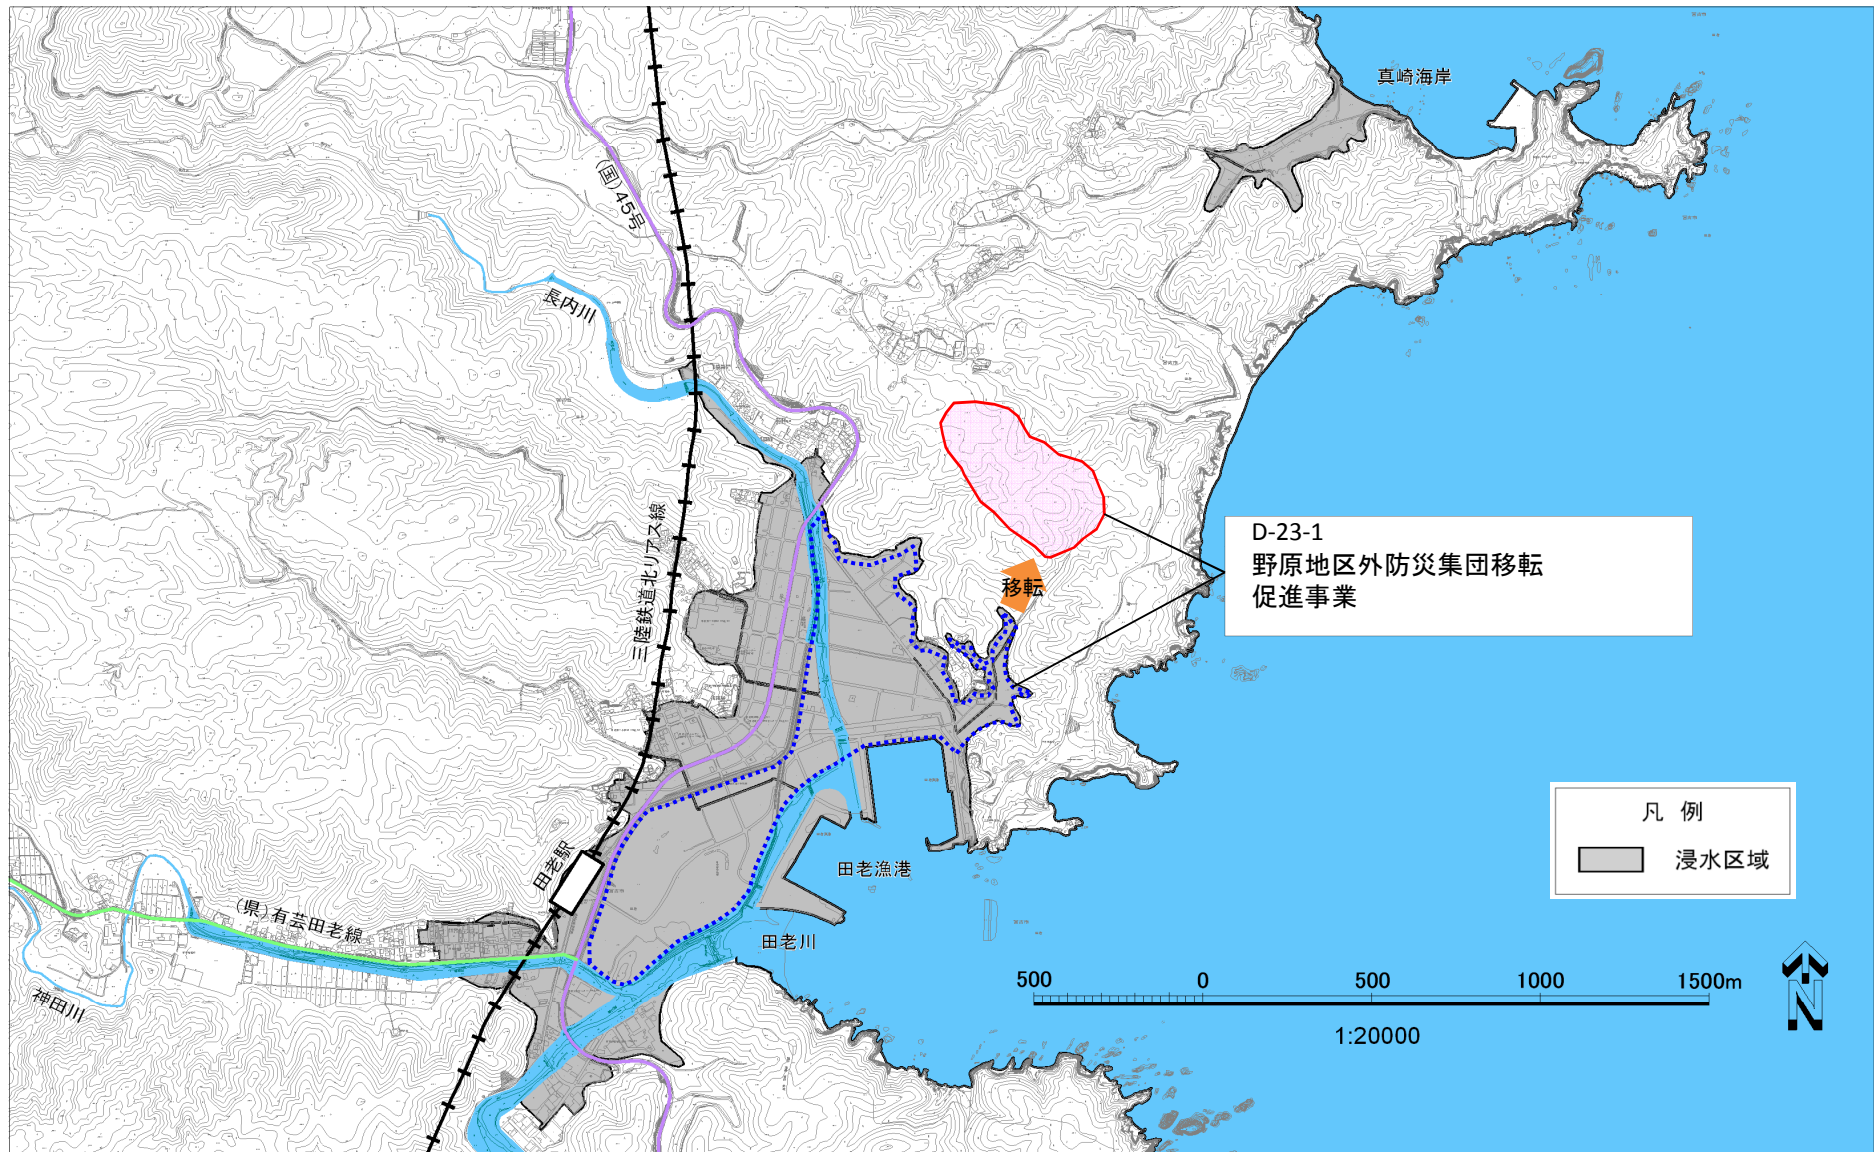 真崎海岸
(国)45号
長内川
三陸鉄道北リアス線
D-23-1
野原地区外防災集団移転
促進事業
移転
凡 例
浸水区域
田老駅
田老漁港
(県)有芸田老線
田老川
神田川
500 0 500 1000 1500m
1:20000
N